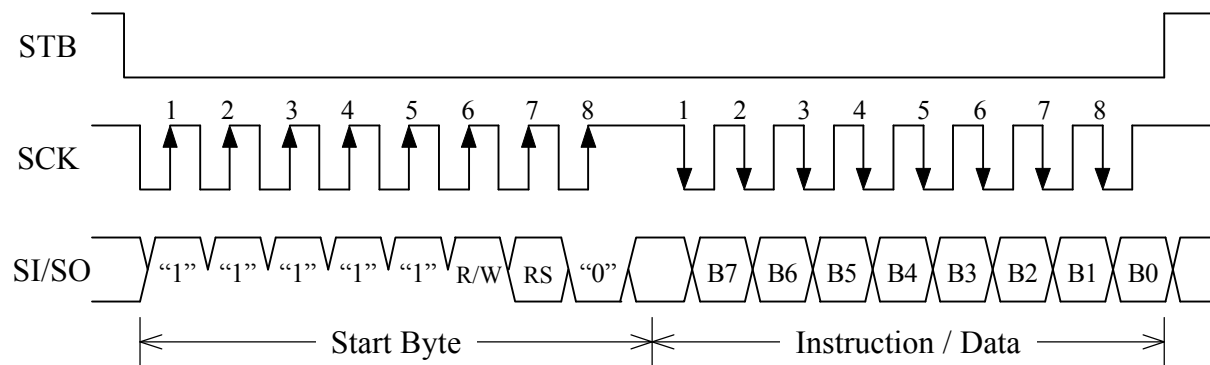 STB
1 2 3 4 5 6 7 8 1 2 3 4 5 6 7 8
SCK
SI/SO “1” “1” “1” “1” “1” R/W RS “0” B7 B6 B5 B4 B3 B2 B1 B0
Start Byte Instruction / Data